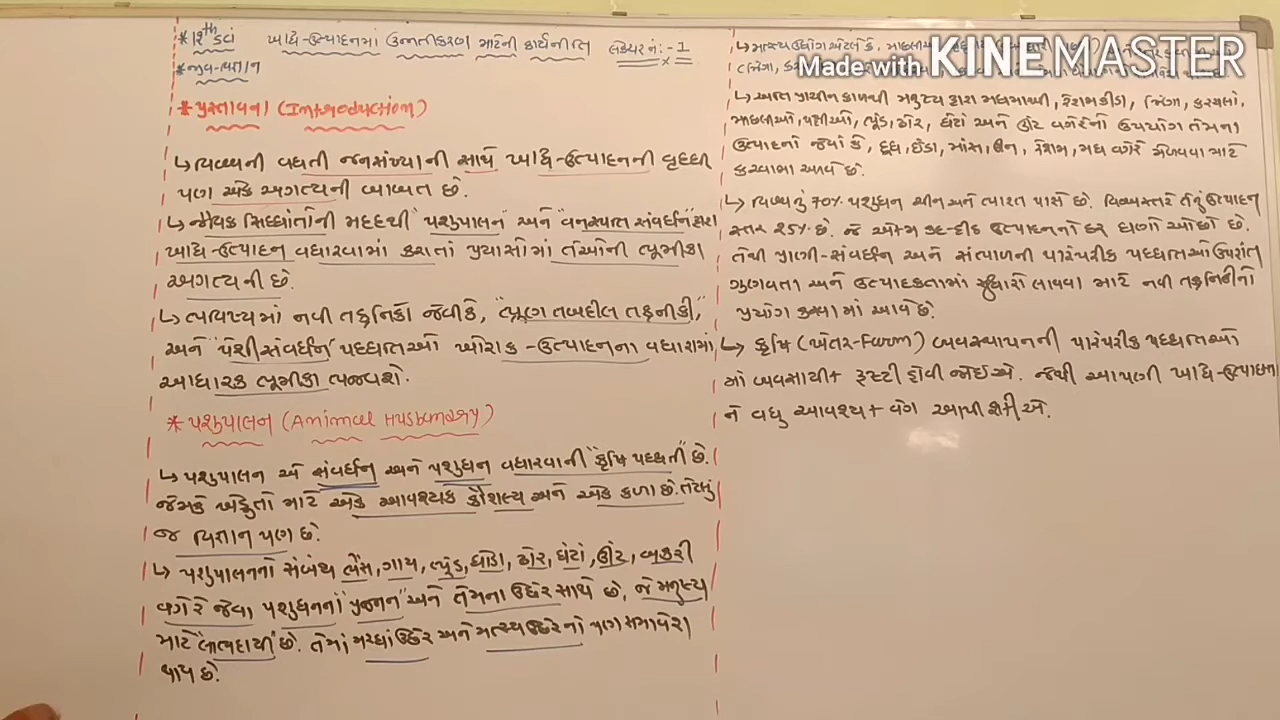 * 12th sci ખાદ્ય-ઉત્પાદનમાં ઉન્નતીકરણ માટેની કાર્યનીતિ લેક્ચર નં:- 1
* જીવ-વિજ્ઞાન
* પ્રસ્તાવના (Introduction)
↳ વિશ્વની વધતી જનસંખ્યાની સાથે ખાદ્ય-ઉત્પાદનની વૃદ્ધી
પણ એક અગત્યની બાબત છે.
↳ જૈવિક સિદ્ધાંતોની મદદથી "પશુપાલન" અને "વનસ્પતિ સંવર્ધન" દ્વારા
ખાદ્ય-ઉત્પાદન વધારવામાં કરાતાં પ્રયાસોમાં તેઓની ભૂમીકા
અગત્યની છે.
↳ ભવિષ્યમાં નવી તકનિકો જેવીકે, "ભ્રૂણ તબદીલ તકનીકી",
અને "પેશીસંવર્ધન" પદ્ધતિઓ ખોરાક-ઉત્પાદનના વધારામાં
આધારક ભૂમીકા ભજવશે.
* પશુપાલન (Animal Husbandry)
↳ પશુપાલન એ સંવર્ધન અને પશુધન વધારવાની "કૃષિ પદ્ધતી" છે.
જેમકે ખેડૂતો માટે એક આવશ્યક કૌશલ્ય અને એક કળા છે. તેટલું
જ વિજ્ઞાન પણ છે.
↳ પશુપાલનનો સંબંધ ભેંસ, ગાય, ભૂંડ, ઘોડા, ઢોર, ઘેટાં, ઊંટ, બકરી
વગેરે જેવા પશુધનનાં "પ્રજનન" અને તેમના ઉછેર સાથે છે, જે મનુષ્ય
માટે "લાભદાયી" છે. તેમાં મરઘાં ઉછેર અને મત્સ્ય ઉછેરનો પણ સમાવેશ
થાય છે.
↳ મત્સ્યઉદ્યોગ એટલે કે, માછલીઓ
Made with KINEMASTER
↳ અતિ પ્રાચીન કાળથી મનુષ્ય દ્વારા મધમાખી, રેશમકીડા, ઝિંગા, કરચલાં,
માછલીઓ, પક્ષીઓ, ભૂંડ, ઢોર, ઘેટાં અને ઊંટ વગેરેનો ઉપયોગ તેમના
ઉત્પાદનો જેવાં કે, દૂધ, ઇંડા, માંસ, ઊન, રેશમ, મધ વગેરે મેળવવા માટે
કરવામાં આવે છે.
↳ વિશ્વનું 70% પશુધન ચીન અને ભારત પાસે છે. વિશ્વસ્તરે તેનું ઉત્પાદન
સ્તર 25% છે. જે એકમ દીઠ ઉત્પાદનનો દર ઘણો ઓછો છે.
તેથી પ્રાણી-સંવર્ધન અને સંભાળની પારંપરીક પદ્ધતિઓ ઉપરાંત
ગુણવત્તા અને ઉત્પાદકતામાં સુધારો લાવવા માટે નવી તકનિકીનો
પ્રયોગ કરવામાં આવે છે.
↳ કૃષિ (ખેતર-Farm) વ્યવસ્થાપનની પારંપરીક પદ્ધતિઓ
માં વ્યવસાયીક દૃષ્ટી હોવી જોઈએ. જેથી આપણી ખાદ્ય-ઉત્પાદન
ને વધુ આવશ્યક વેગ આપી શકીએ.